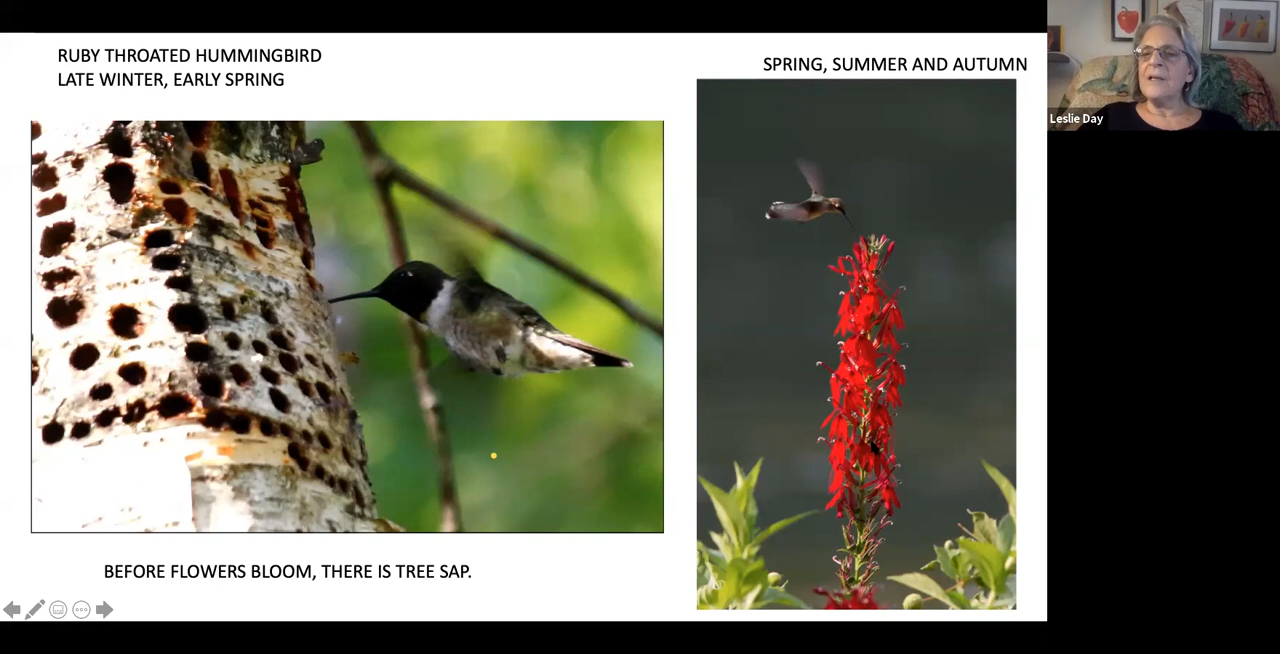 RUBY THROATED HUMMINGBIRD
LATE WINTER, EARLY SPRING
SPRING, SUMMER AND AUTUMN
Leslie Day
BEFORE FLOWERS BLOOM, THERE IS TREE SAP.